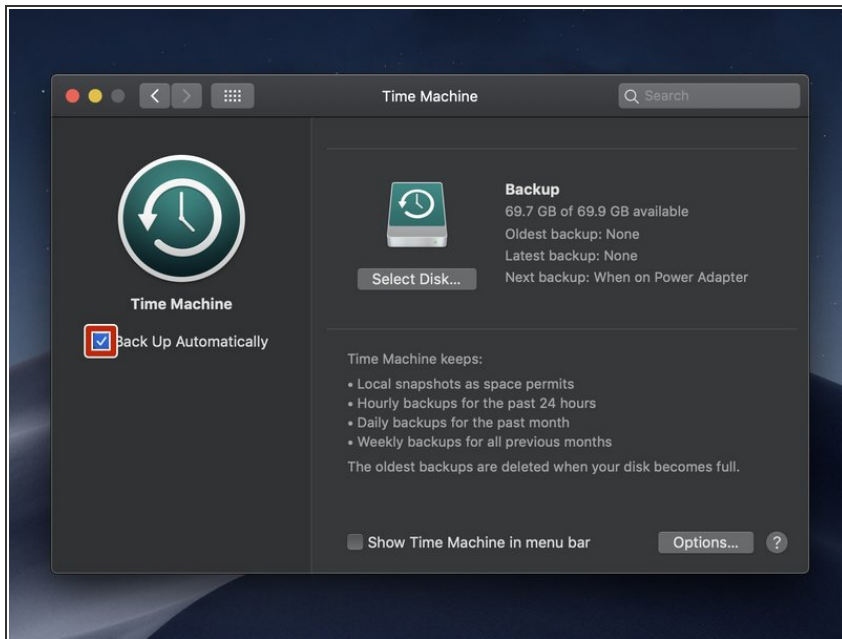 Time Machine
Search
Time Machine
Back Up Automatically
Backup
69.7 GB of 69.9 GB available
Oldest backup: None
Latest backup: None
Next backup: When on Power Adapter
Select Disk...
Time Machine keeps:
• Local snapshots as space permits
• Hourly backups for the past 24 hours
• Daily backups for the past month
• Weekly backups for all previous months
The oldest backups are deleted when your disk becomes full.
Show Time Machine in menu bar
Options...
?